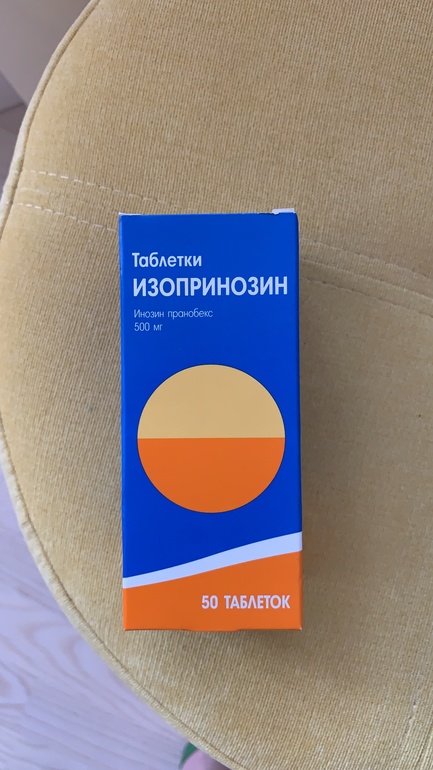 Таблетки
ИЗОПРИНОЗИН
Инозин пранобекс
500 мг
50 ТАБЛЕТОК